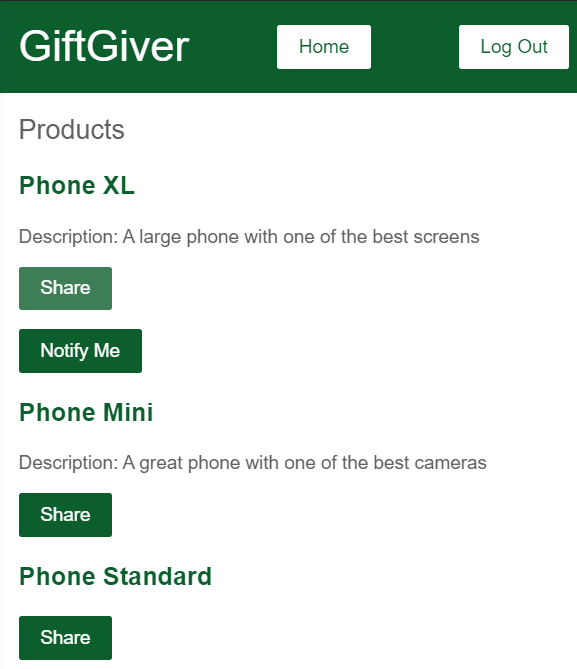 GiftGiver
Home
Log Out
Products
Phone XL
Description: A large phone with one of the best screens
Share
Notify Me
Phone Mini
Description: A great phone with one of the best cameras
Share
Phone Standard
Share